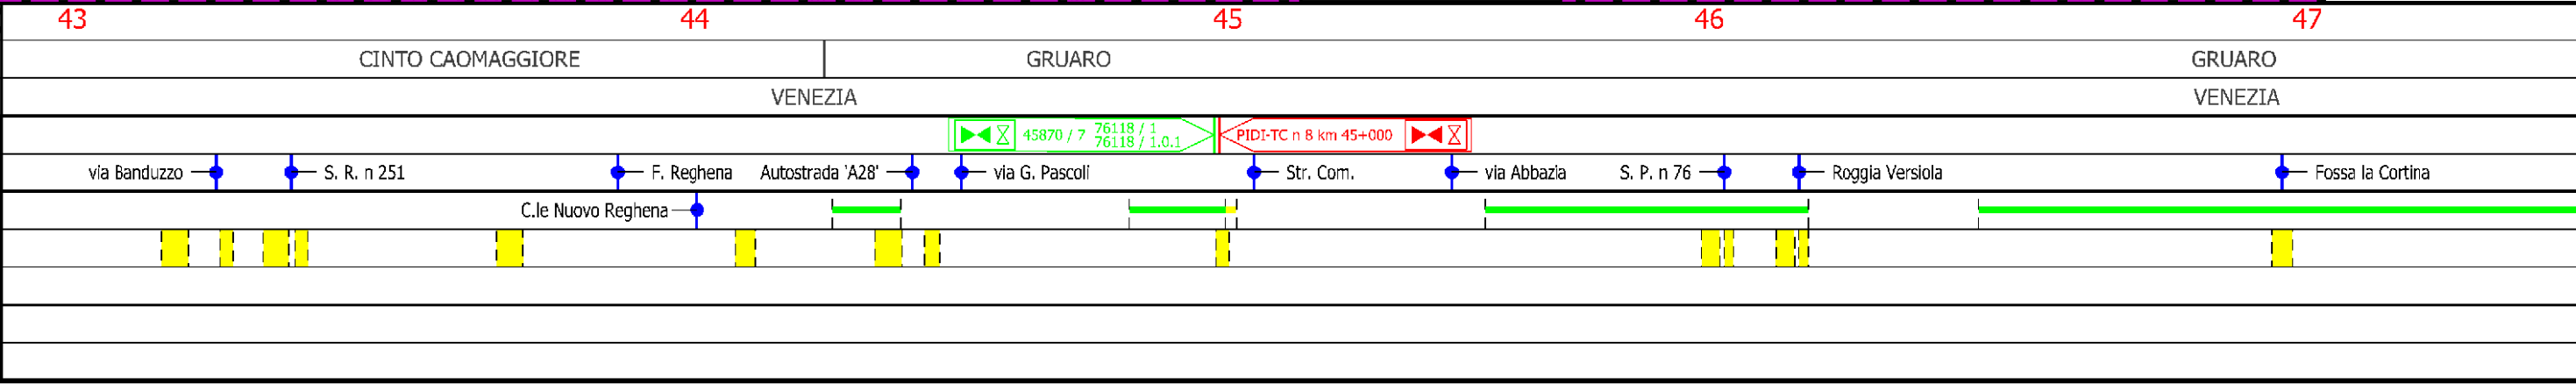 43 44 45 46 47
CINTO CAOMAGGIORE GRUARO GRUARO
VENEZIA VENEZIA
45870 / 7 76118 / 1 PIDI-TC n 8 km 45+000
76118 / 1.0.1
via Banduzzo S. R. n 251 F. Reghena Autostrada 'A28' via G. Pascoli Str. Com. via Abbazia S. P. n 76 Roggia Versiola Fossa la Cortina
C.le Nuovo Reghena